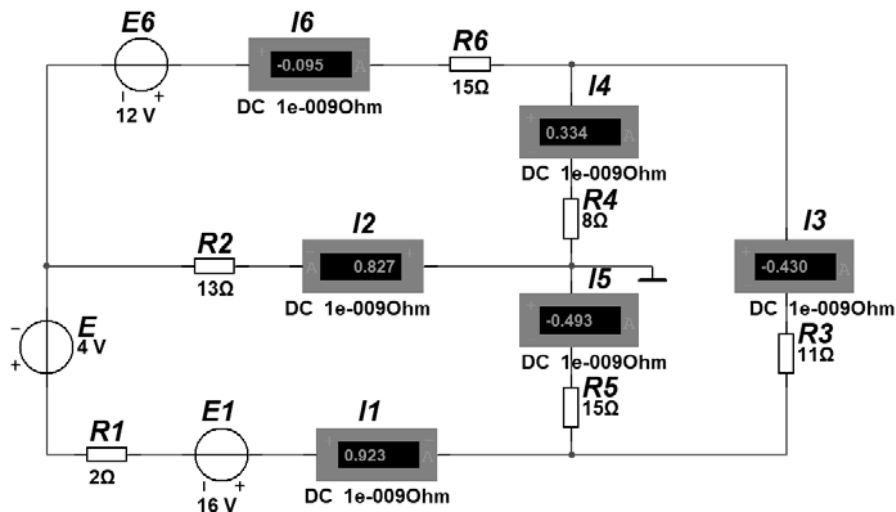 E6
I6
R6
+ −
-0.095
− +
12 V
DC 1e-009Ohm
15Ω
I4
+
0.334
A
DC 1e-009Ohm
R4
8Ω
I2
R2
− +
A
0.827
13Ω
DC 1e-009Ohm
I3
+
-0.430
A
DC 1e-009Ohm
I5
+
-0.493
A
DC 1e-009Ohm
−
E
4 V
+
R3
11Ω
R5
15Ω
E1
I1
R1
+ −
0.923
A
2Ω
− +
16 V
DC 1e-009Ohm